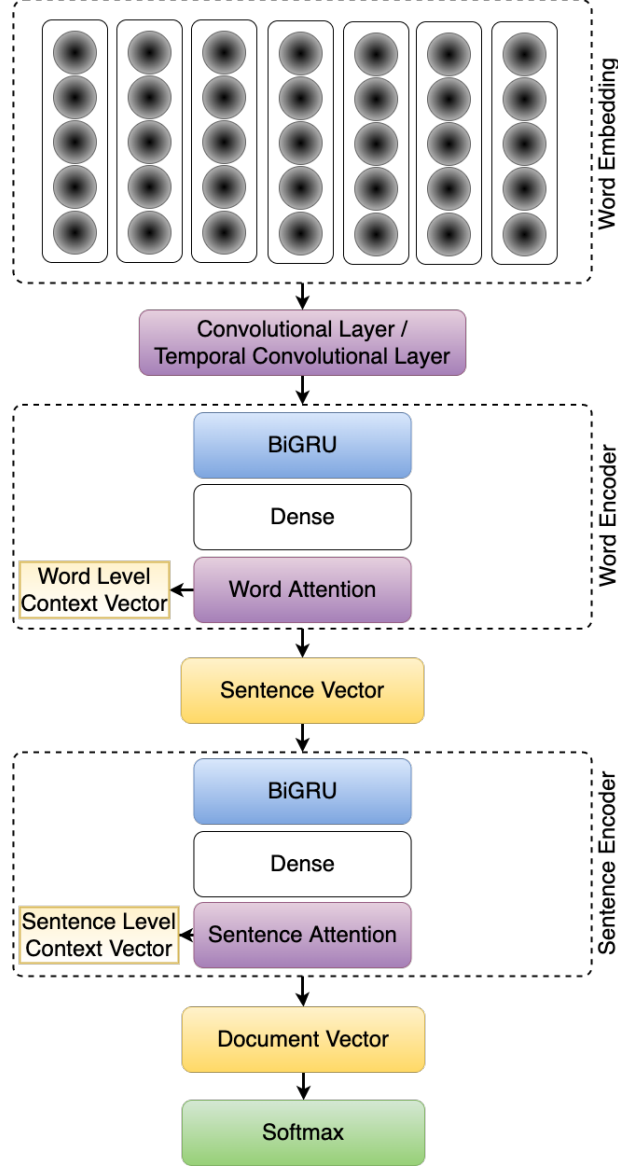 Word Embedding
Convolutional Layer /
Temporal Convolutional Layer
BiGRU
Dense
Word Level
Context Vector
Word Attention
Word Encoder
Sentence Vector
BiGRU
Dense
Sentence Level
Context Vector
Sentence Attention
Sentence Encoder
Document Vector
Softmax